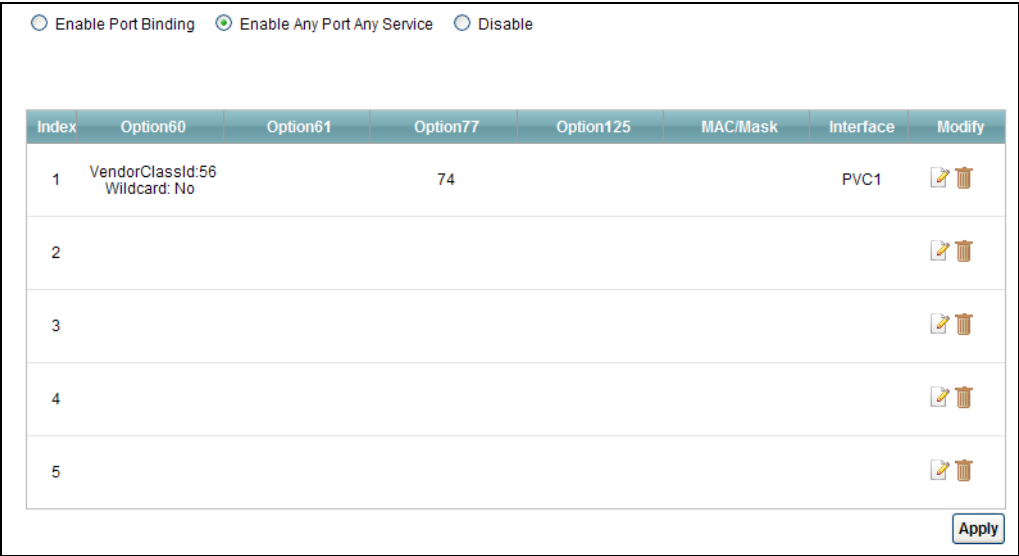 Enable Port Binding Enable Any Port Any Service Disable
Index Option60 Option61 Option77 Option125 MAC/Mask Interface Modify
1 VendorClassId:56 74 PVC1
Wildcard: No
2
3
4
5
Apply